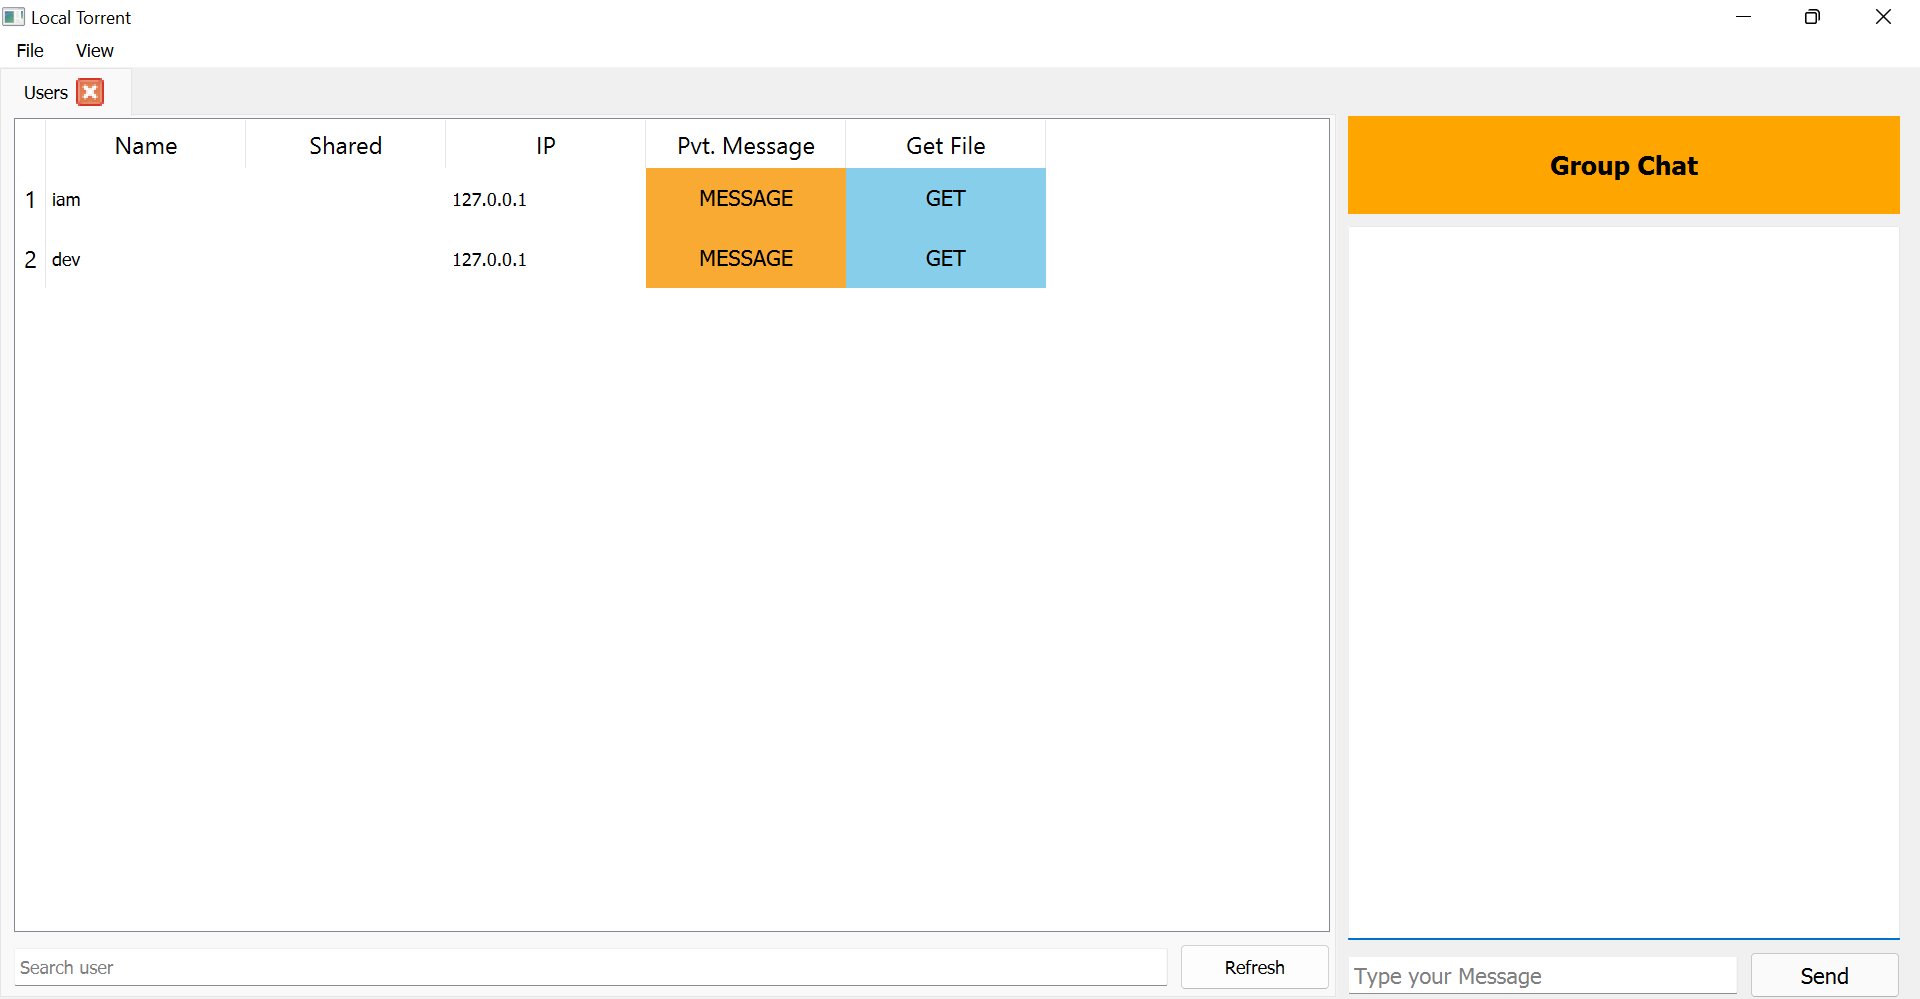 Local Torrent
File View
Users
Name Shared IP Pvt. Message Get File
1 iam 127.0.0.1 MESSAGE GET
2 dev 127.0.0.1 MESSAGE GET
Search user Refresh
Group Chat
Type your Message Send